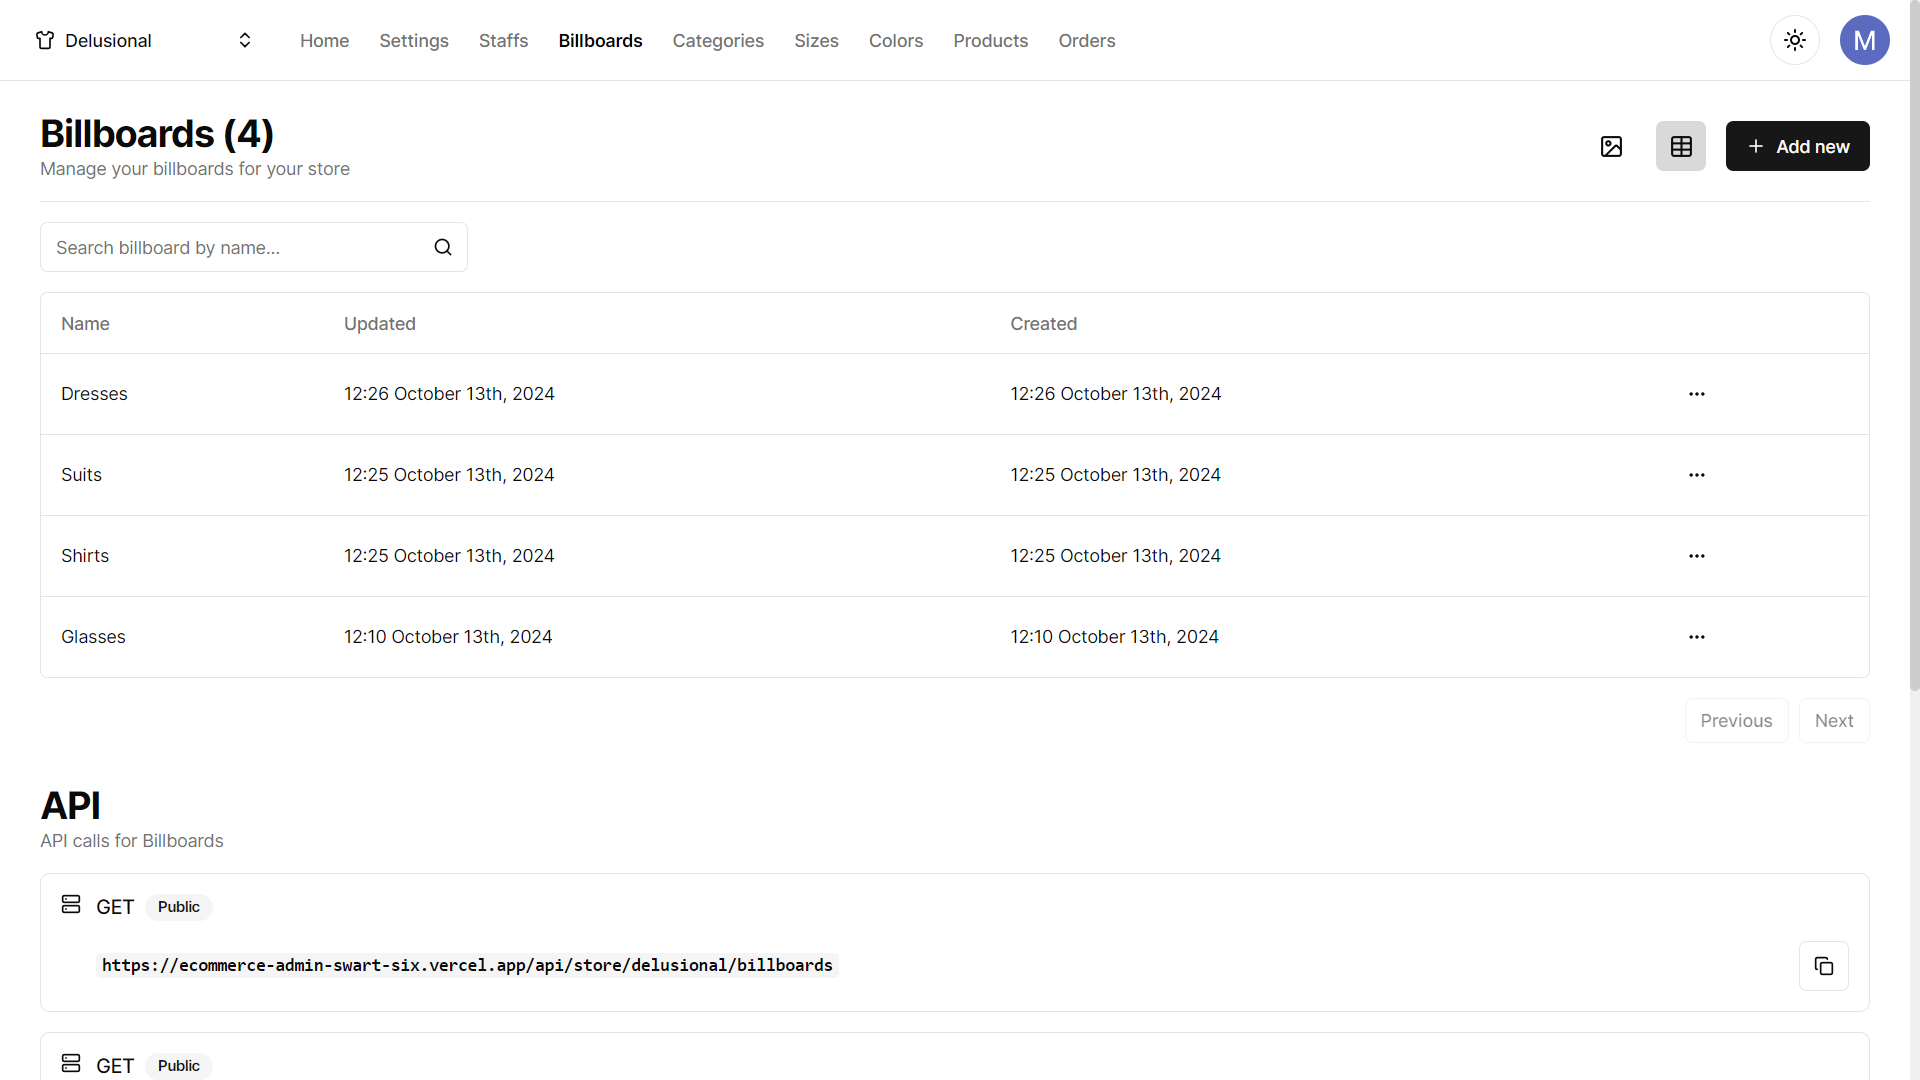 Delusional Home Settings Staffs Billboards Categories Sizes Colors Products Orders M
Billboards (4)
Manage your billboards for your store
Add new
Search billboard by name...
Name Updated Created
Dresses 12:26 October 13th, 2024 12:26 October 13th, 2024
Suits 12:25 October 13th, 2024 12:25 October 13th, 2024
Shirts 12:25 October 13th, 2024 12:25 October 13th, 2024
Glasses 12:10 October 13th, 2024 12:10 October 13th, 2024
Previous Next
API
API calls for Billboards
GET Public
https://ecommerce-admin-swart-six.vercel.app/api/store/delusional/billboards
GET Public